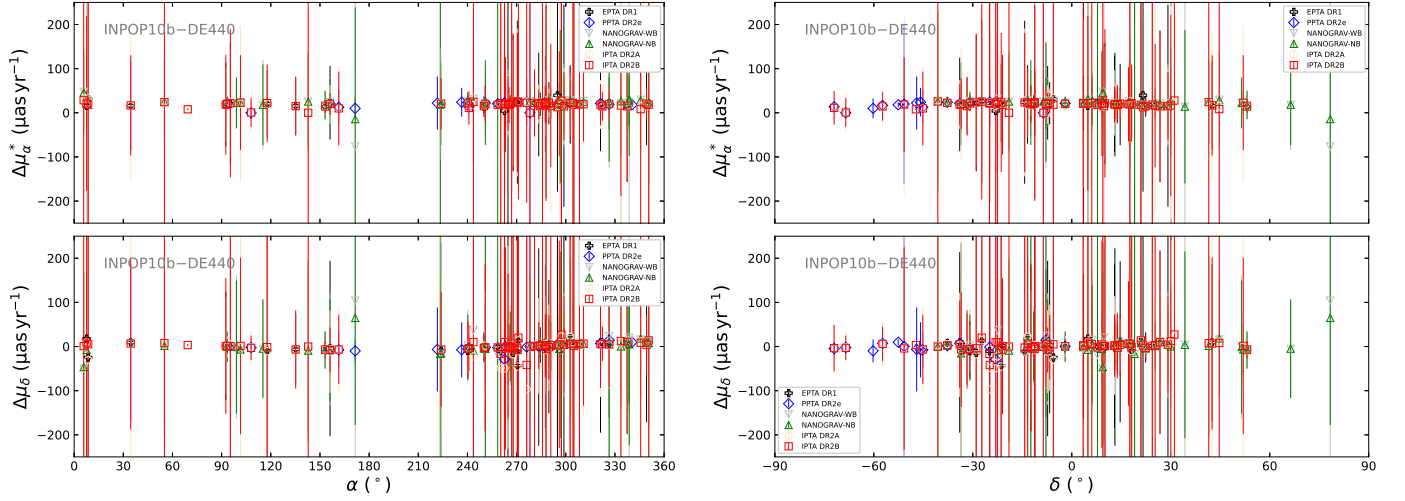 200
100
0
−100
−200
Δμα* (μas yr−1)
INPOP10b−DE440
EPTA DR1
PPTA DR2e
NANOGRAV-WB
NANOGRAV-NB
IPTA DR2A
IPTA DR2B
200
100
0
−100
−200
Δμα* (μas yr−1)
INPOP10b−DE440
EPTA DR1
PPTA DR2e
NANOGRAV-WB
NANOGRAV-NB
IPTA DR2A
IPTA DR2B
200
100
0
−100
−200
Δμδ (μas yr−1)
INPOP10b−DE440
EPTA DR1
PPTA DR2e
NANOGRAV-WB
NANOGRAV-NB
IPTA DR2A
IPTA DR2B
0 30 60 90 120 150 180 210 240 270 300 330 360
α (°)
200
100
0
−100
−200
Δμδ (μas yr−1)
INPOP10b−DE440
EPTA DR1
PPTA DR2e
NANOGRAV-WB
NANOGRAV-NB
IPTA DR2A
IPTA DR2B
−90 −60 −30 0 30 60 90
δ (°)